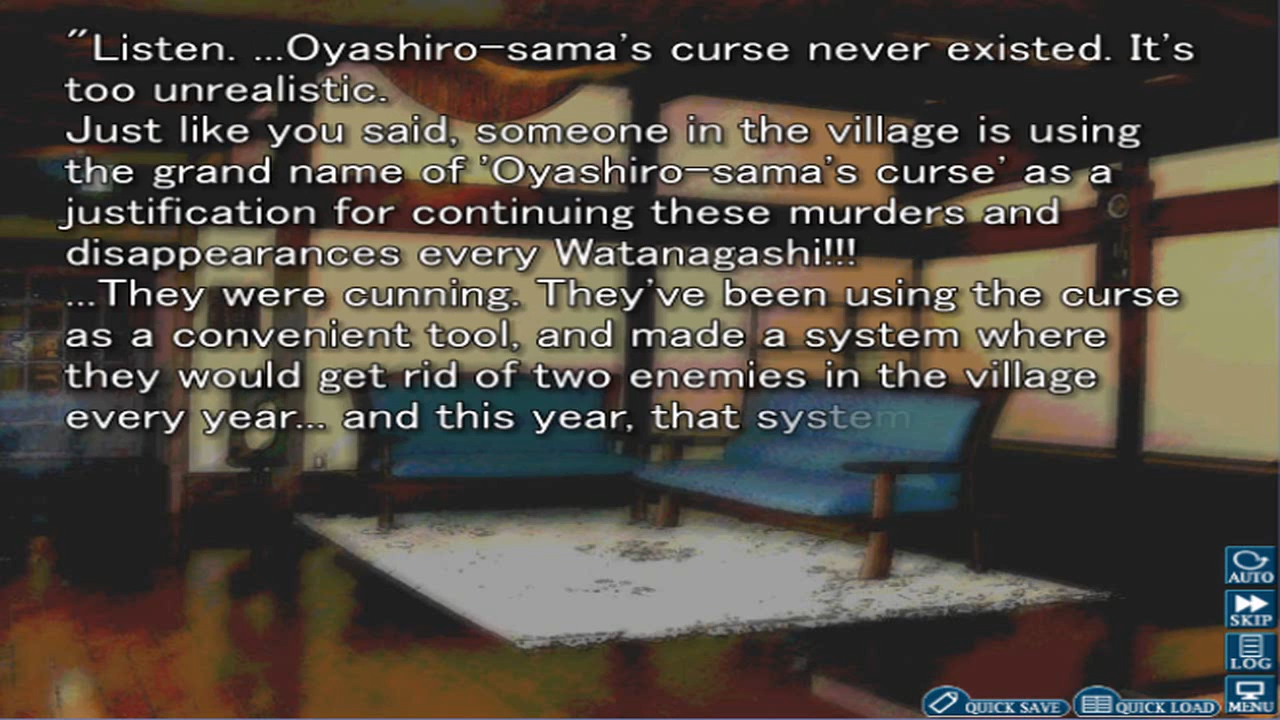 "Listen. ...Oyashiro-sama's curse never existed. It's
too unrealistic.
Just like you said, someone in the village is using
the grand name of 'Oyashiro-sama's curse' as a
justification for continuing these murders and
disappearances every Watanagashi!!!
...They were cunning. They've been using the curse
as a convenient tool, and made a system where
they would get rid of two enemies in the village
every year... and this year, that system
AUTO
SKIP
LOG
QUICK SAVE
QUICK LOAD
MENU